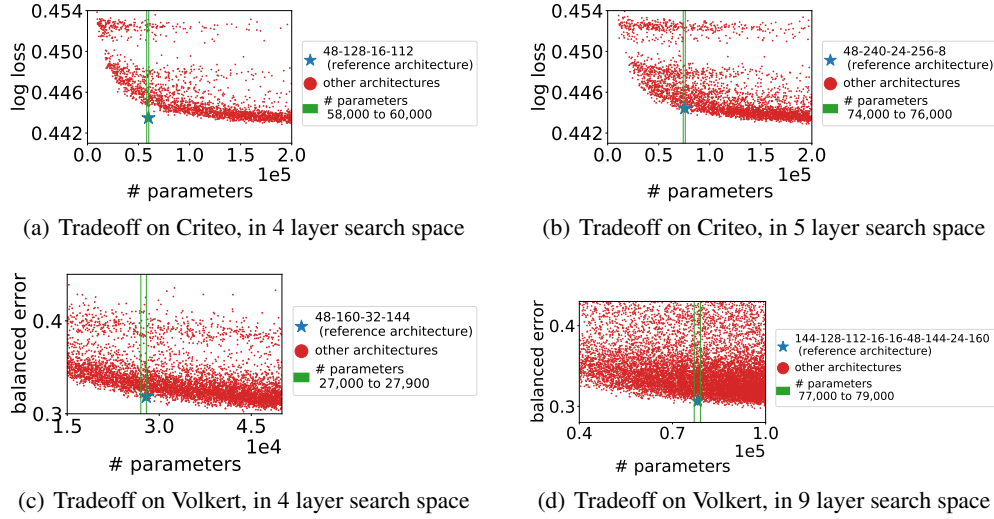 0.454
0.450
0.446
0.442
log loss
0.0 0.5 1.0 1.5 2.0
1e5
# parameters
48-128-16-112
(reference architecture)
other architectures
# parameters
58,000 to 60,000
(a) Tradeoff on Criteo, in 4 layer search space
0.454
0.450
0.446
0.442
log loss
0.0 0.5 1.0 1.5 2.0
1e5
# parameters
48-240-24-256-8
(reference architecture)
other architectures
# parameters
74,000 to 76,000
(b) Tradeoff on Criteo, in 5 layer search space
0.4
0.3
balanced error
1.5 3.0 4.5
1e4
# parameters
48-160-32-144
(reference architecture)
other architectures
# parameters
27,000 to 27,900
(c) Tradeoff on Volkert, in 4 layer search space
0.4
0.3
balanced error
0.4 0.7 1.0
1e5
# parameters
144-128-112-16-16-48-144-24-160
(reference architecture)
other architectures
# parameters
77,000 to 79,000
(d) Tradeoff on Volkert, in 9 layer search space